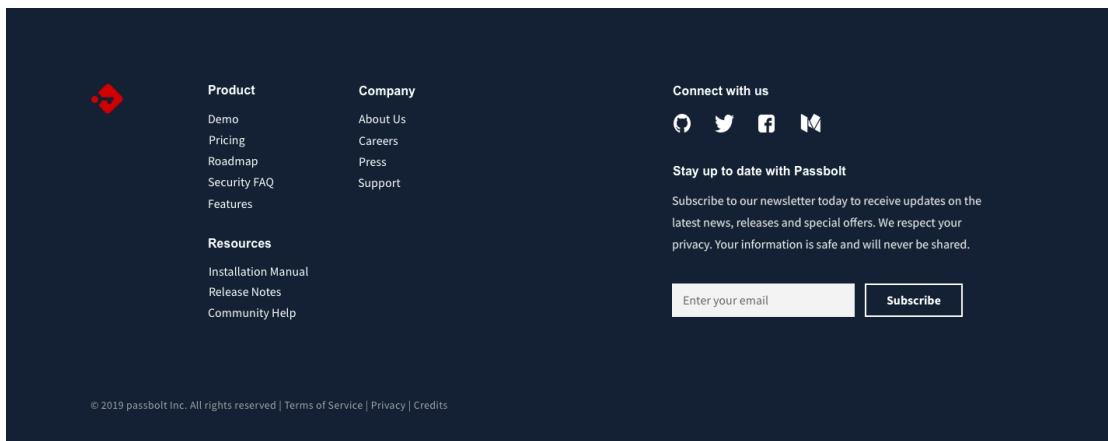 Product
Demo
Pricing
Roadmap
Security FAQ
Features
Resources
Installation Manual
Release Notes
Community Help
Company
About Us
Careers
Press
Support
Connect with us
Stay up to date with Passbolt
Subscribe to our newsletter today to receive updates on the
latest news, releases and special offers. We respect your
privacy. Your information is safe and will never be shared.
Enter your email
Subscribe
© 2019 passbolt Inc. All rights reserved | Terms of Service | Privacy | Credits